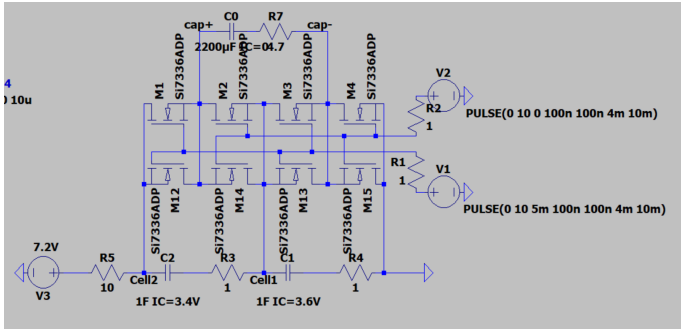 C0
R7
cap+
cap-
2200µF IC=0
4.7
Si7336ADP
Si7336ADP
Si7336ADP
Si7336ADP
M1
M2
M3
M4
4
) 10u
V2
R2
1
PULSE(0 10 0 100n 100n 4m 10m)
R1
1
V1
PULSE(0 10 5m 100n 100n 4m 10m)
M12
M14
M13
M15
Si7336ADP
Si7336ADP
Si7336ADP
Si7336ADP
7.2V
V3
R5
10
Cell2
C2
1F IC=3.4V
R3
1
Cell1
C1
1F IC=3.6V
R4
1